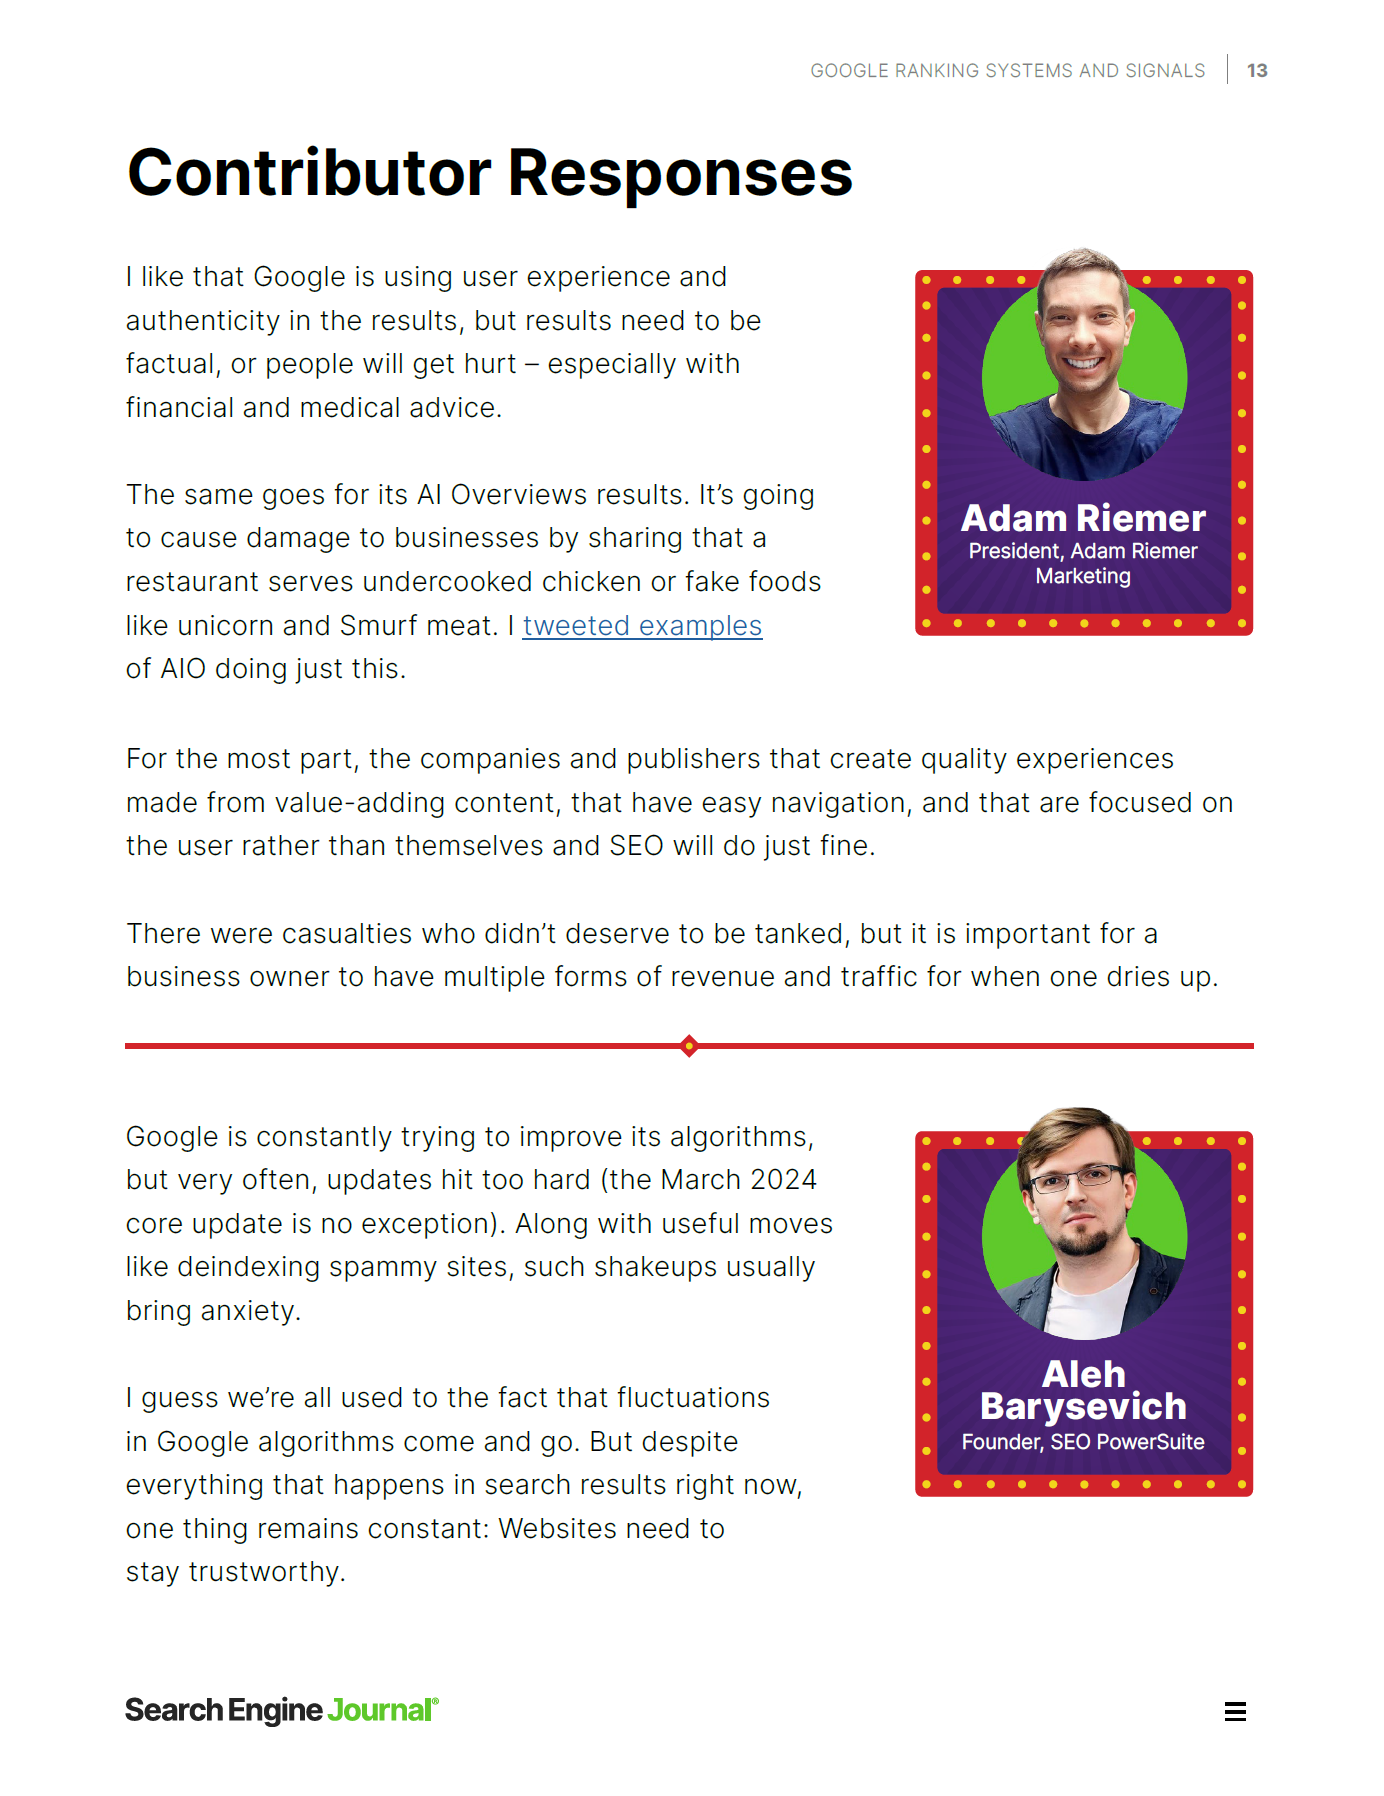 GOOGLE RANKING SYSTEMS AND SIGNALS 13
Contributor Responses
I like that Google is using user experience and
authenticity in the results, but results need to be
factual, or people will get hurt – especially with
financial and medical advice.
The same goes for its AI Overviews results. It’s going
to cause damage to businesses by sharing that a
restaurant serves undercooked chicken or fake foods
like unicorn and Smurf meat. I tweeted examples
of AIO doing just this.
Adam Riemer
President, Adam Riemer
Marketing
For the most part, the companies and publishers that create quality experiences
made from value-adding content, that have easy navigation, and that are focused on
the user rather than themselves and SEO will do just fine.
There were casualties who didn’t deserve to be tanked, but it is important for a
business owner to have multiple forms of revenue and traffic for when one dries up.
Google is constantly trying to improve its algorithms,
but very often, updates hit too hard (the March 2024
core update is no exception). Along with useful moves
like deindexing spammy sites, such shakeups usually
bring anxiety.
I guess we’re all used to the fact that fluctuations
in Google algorithms come and go. But despite
everything that happens in search results right now,
one thing remains constant: Websites need to
stay trustworthy.
Aleh
Barysevich
Founder, SEO PowerSuite
Search Engine Journal®